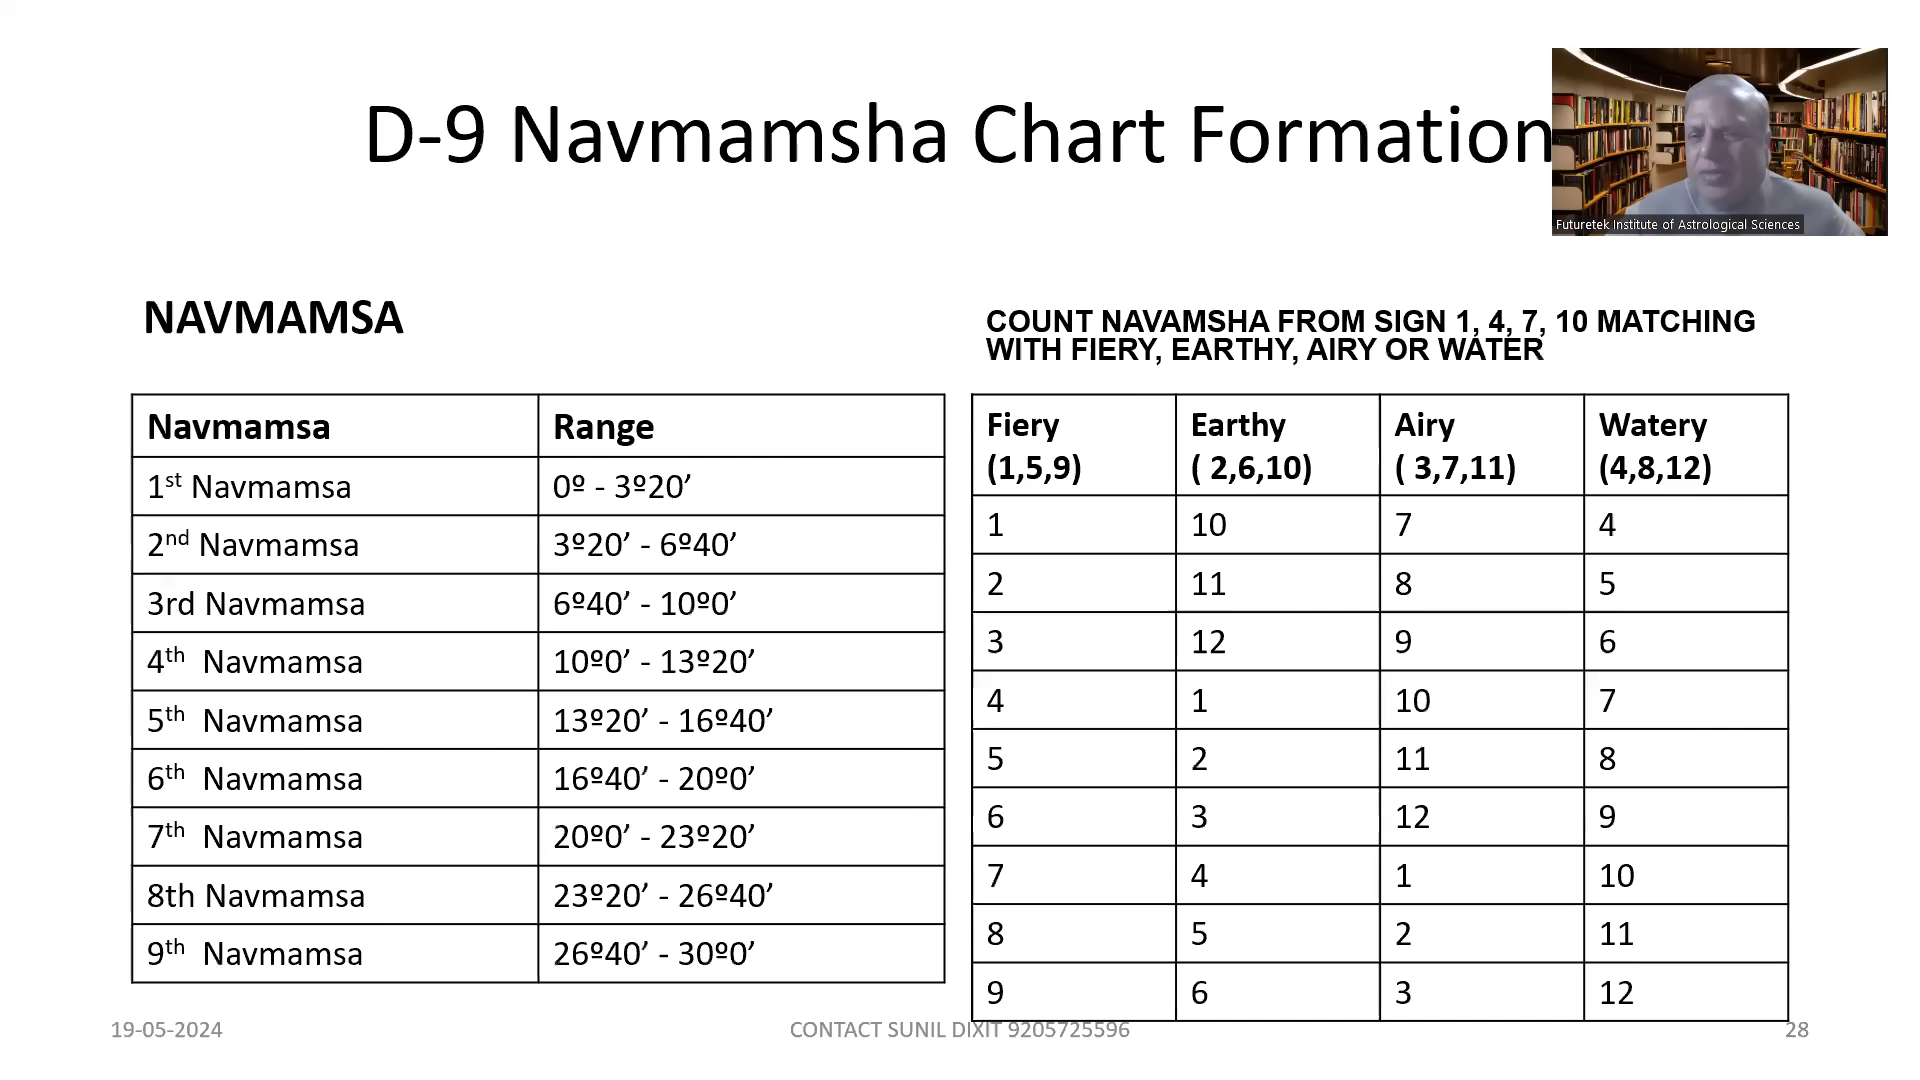 D-9 Navmamsha Chart Formation
Futuretek Institute of Astrological Sciences
NAVMAMSA
Navmamsa Range
1st Navmamsa 0º - 3º20’
2nd Navmamsa 3º20’ - 6º40’
3rd Navmamsa 6º40’ - 10º0’
4th Navmamsa 10º0’ - 13º20’
5th Navmamsa 13º20’ - 16º40’
6th Navmamsa 16º40’ - 20º0’
7th Navmamsa 20º0’ - 23º20’
8th Navmamsa 23º20’ - 26º40’
9th Navmamsa 26º40’ - 30º0’
COUNT NAVAMSHA FROM SIGN 1, 4, 7, 10 MATCHING
WITH FIERY, EARTHY, AIRY OR WATER
Fiery Earthy Airy Watery
(1,5,9) ( 2,6,10) ( 3,7,11) (4,8,12)
1 10 7 4
2 11 8 5
3 12 9 6
4 1 10 7
5 2 11 8
6 3 12 9
7 4 1 10
8 5 2 11
9 6 3 12
19-05-2024 CONTACT SUNIL DIXIT 9205725596 28